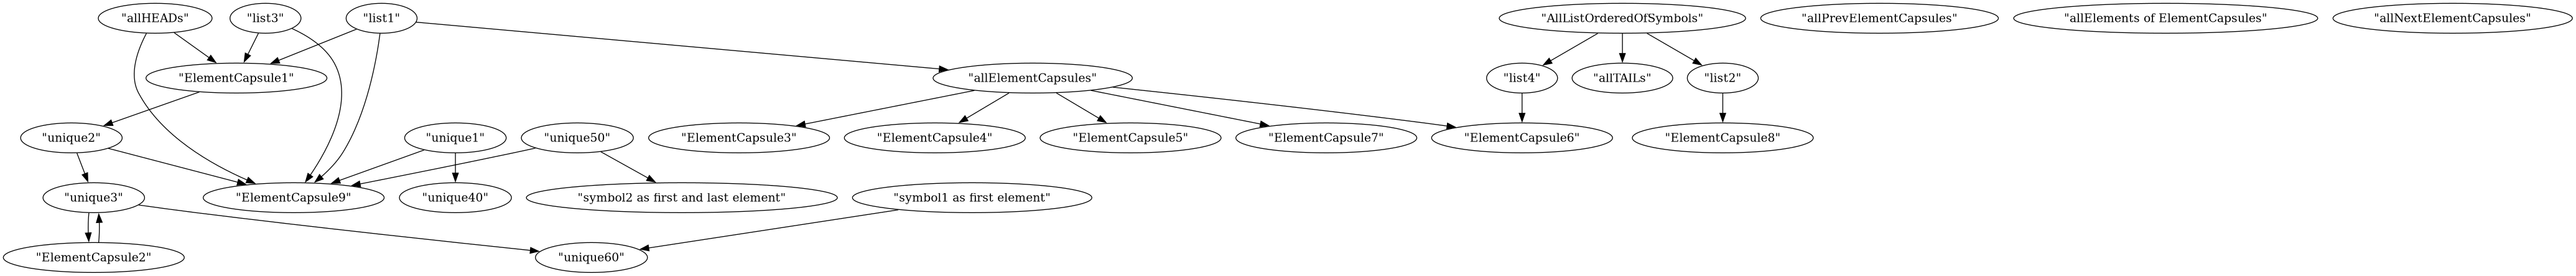 "allHEADs"
"list3"
"list1"
"AllListOrderedOfSymbols"
"allPrevElementCapsules"
"allElements of ElementCapsules"
"allNextElementCapsules"
"ElementCapsule1"
"allElementCapsules"
"list4"
"allTAILs"
"list2"
"unique2"
"unique1"
"unique50"
"ElementCapsule3"
"ElementCapsule4"
"ElementCapsule5"
"ElementCapsule7"
"ElementCapsule6"
"ElementCapsule8"
"unique3"
"ElementCapsule9"
"unique40"
"symbol2 as first and last element"
"symbol1 as first element"
"ElementCapsule2"
"unique60"